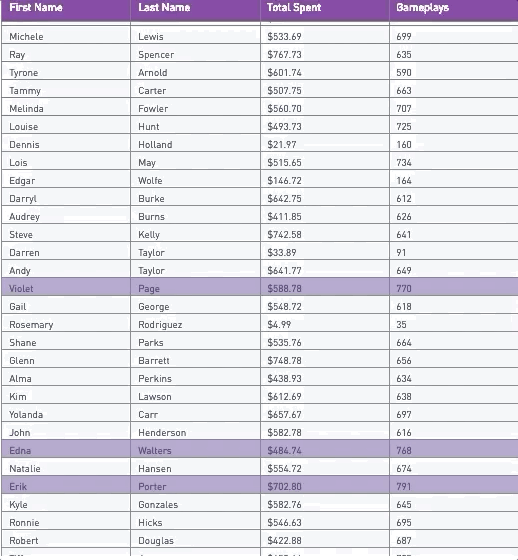 First Name Last Name Total Spent Gameplays
Michele Lewis $533.69 699
Ray Spencer $767.73 635
Tyrone Arnold $601.74 590
Tammy Carter $507.75 663
Melinda Fowler $560.70 707
Louise Hunt $493.73 725
Dennis Holland $21.97 160
Lois May $515.65 734
Edgar Wolfe $146.72 164
Darryl Burke $642.75 612
Audrey Burns $411.85 626
Steve Kelly $742.58 641
Darren Taylor $33.89 91
Andy Taylor $641.77 649
Violet Page $588.78 770
Gail George $548.72 618
Rosemary Rodriguez $4.99 35
Shane Parks $535.76 664
Glenn Barrett $748.78 656
Alma Perkins $438.93 634
Kim Lawson $612.69 638
Yolanda Carr $657.67 697
John Henderson $582.78 616
Edna Walters $484.74 768
Natalie Hansen $554.72 674
Erik Porter $702.80 791
Kyle Gonzales $582.76 645
Ronnie Hicks $546.63 695
Robert Douglas $422.88 687